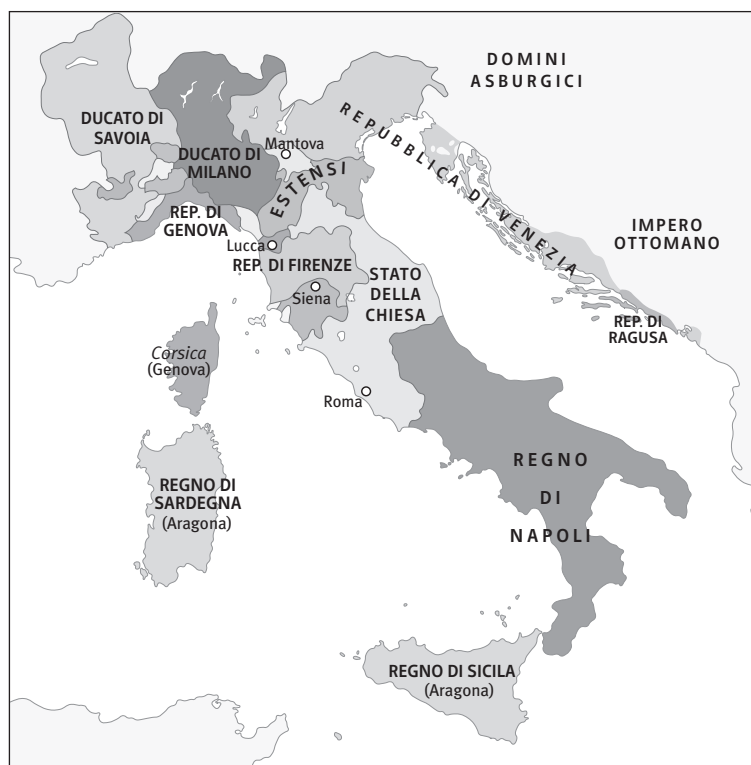 DOMINI
ASBURGICI
DUCATO DI
SAVOIA
DUCATO DI
MILANO
Mantova
REPUBBLICA DI VENEZIA
ESTENSI
REP. DI
GENOVA
Lucca
REP. DI FIRENZE
Siena
STATO
DELLA
CHIESA
IMPERO
OTTOMANO
REP. DI
RAGUSA
Corsica
(Genova)
Roma
REGNO DI
SARDEGNA
(Aragona)
REGNO
DI
NAPOLI
REGNO DI SICILA
(Aragona)